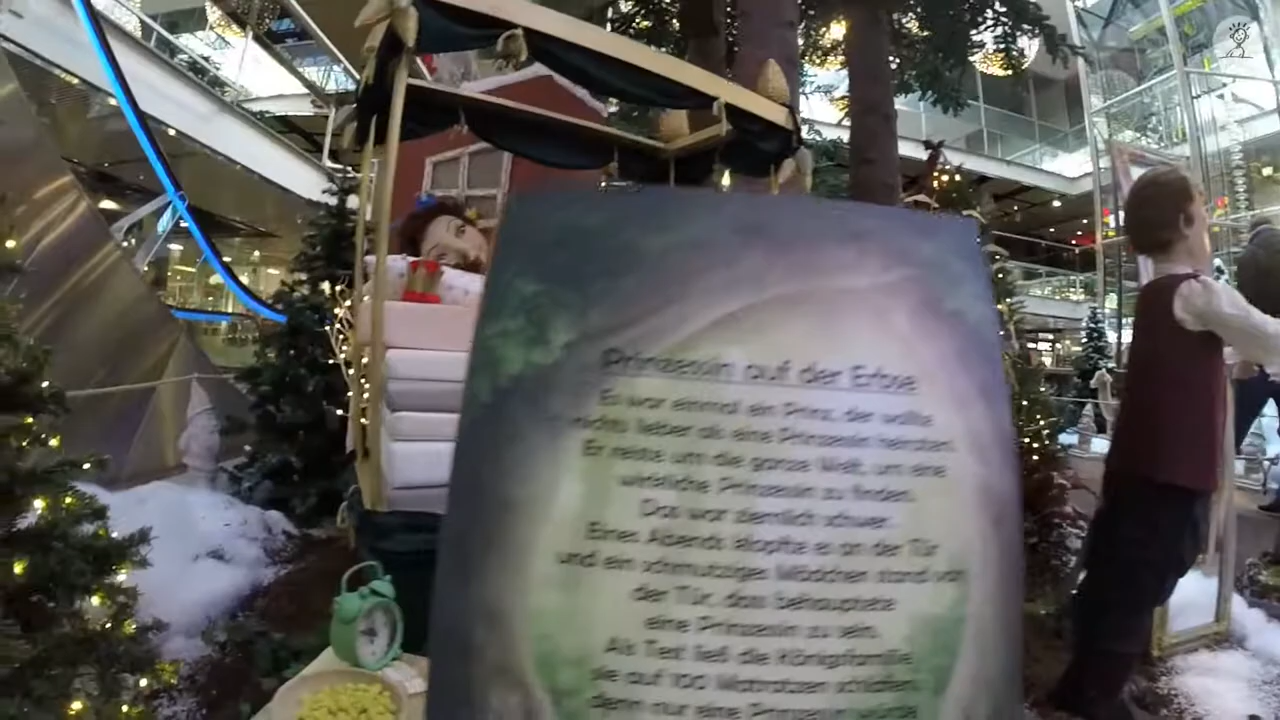 Prinzessin auf der Erbse
Es war einmal ein Prinz, der wollte
nichts lieber als eine Prinzessin heiraten.
Er reiste um die ganze Welt, um eine
wirkliche Prinzessin zu finden.
Das war ziemlich schwer.
Eines Abends klopfte es an der Tür
und ein schmutziges Mädchen stand vor
der Tür, das behauptete
eine Prinzessin zu sein.
Als Test ließ die Königsfamilie
sie auf 100 Matratzen schlafen,
denn nur eine Prinzessin würde